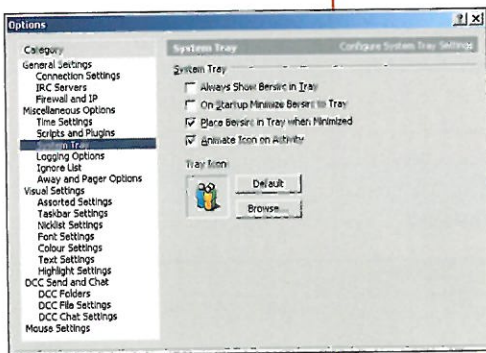 Options
Category
General Settings
Connection Settings
IRC Servers
Firewall and IP
Miscellaneous Options
Time Settings
Scripts and Plugins
System Tray
Logging Options
Ignore List
Away and Pager Options
Visual Settings
Assorted Settings
Taskbar Settings
Nicklist Settings
Font Settings
Colour Settings
Text Settings
Highlight Settings
DCC Send and Chat
DCC Folders
DCC File Settings
DCC Chat Settings
Mouse Settings
System Tray
Configure System Tray Settings
System Tray
Always Show Bersirc in Tray
On Startup Minimize Bersirc to Tray
Place Bersirc in Tray when Minimized
Animate Icon on Activity
Tray Icon
Default
Browse...